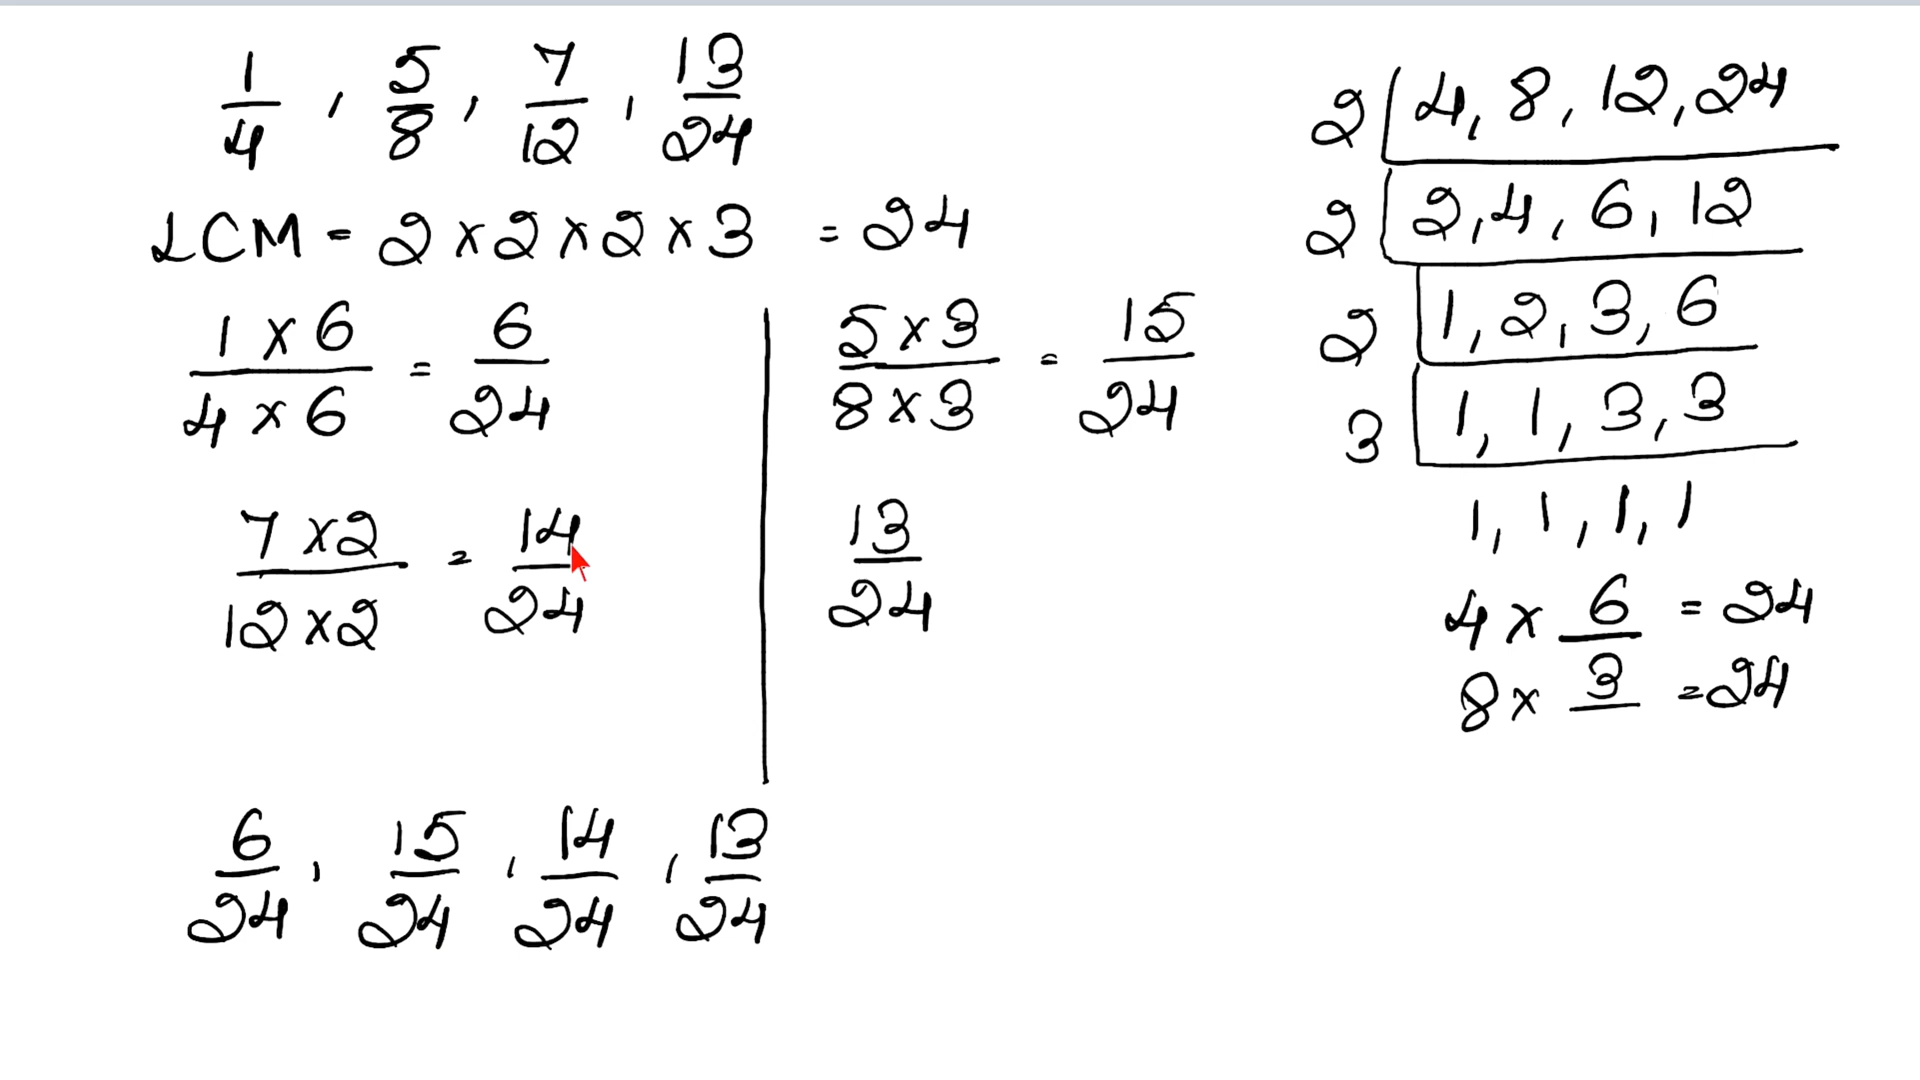 1/4 , 5/8 , 7/12 , 13/24
LCM = 2 x 2 x 2 x 3 = 24
1 x 6 / 4 x 6 = 6/24
5 x 3 / 8 x 3 = 15/24
7 x 2 / 12 x 2 = 14/24
13/24
6/24 , 15/24 , 14/24 , 13/24
2 | 4, 8, 12, 24
2 | 2, 4, 6, 12
2 | 1, 2, 3, 6
3 | 1, 1, 3, 3
1, 1, 1, 1
4 x 6 = 24
8 x 3 = 24